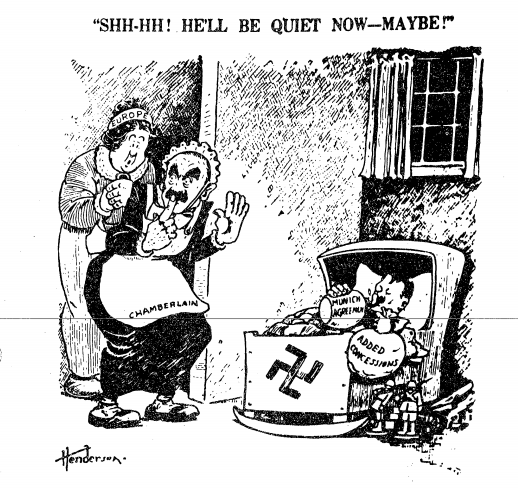 "SHH-HH! HE'LL BE QUIET NOW—MAYBE!"
EUROPE
CHAMBERLAIN
MUNICH
AGREEMENT
ADDED
CONCESSIONS
Henderson.